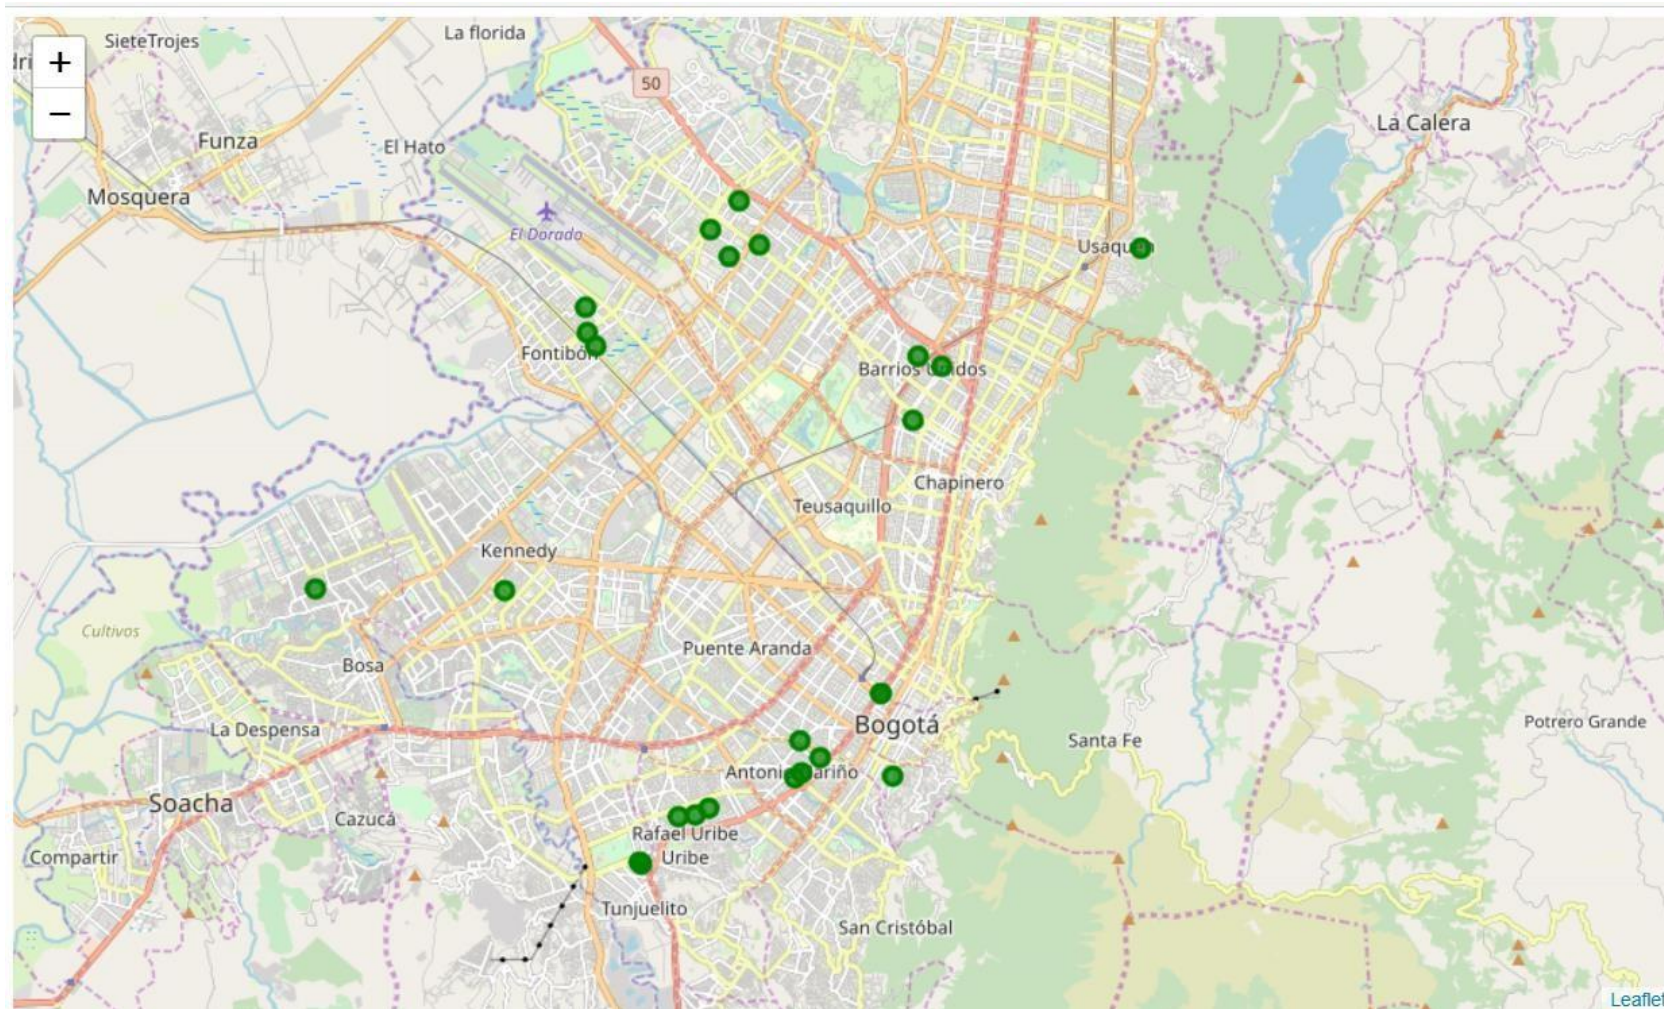 +
−
SieteTrojes
La florida
50
Funza
El Hato
La Calera
Mosquera
El Dorado
Usaquén
Fontibón
Barrios Unidos
Chapinero
Teusaquillo
Kennedy
Cultivos
Puente Aranda
Bosa
La Despensa
Bogotá
Potrero Grande
Santa Fe
Antonio Nariño
Soacha
Cazucá
Rafael Uribe
Uribe
Compartir
Tunjuelito
San Cristóbal
Leaflet